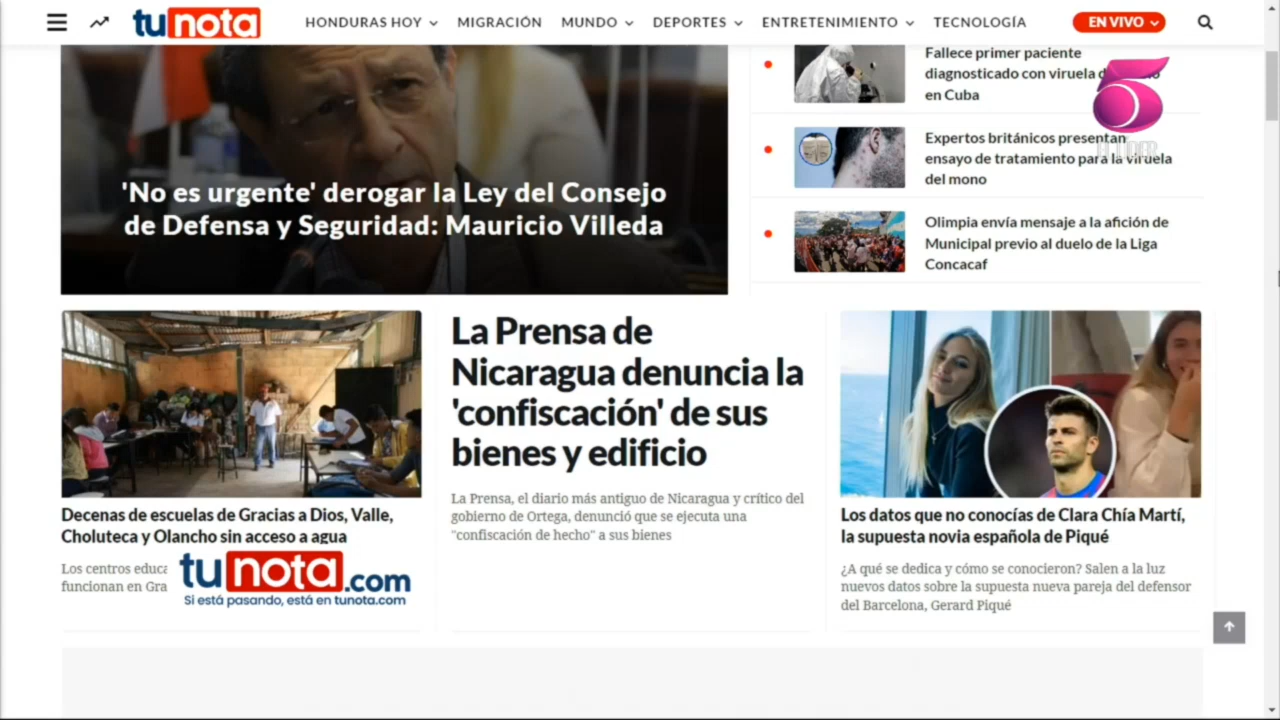 tunota
HONDURAS HOY
MIGRACIÓN
MUNDO
DEPORTES
ENTRETENIMIENTO
TECNOLOGÍA
EN VIVO
'No es urgente' derogar la Ley del Consejo
de Defensa y Seguridad: Mauricio Villeda
Fallece primer paciente
diagnosticado con viruela
en Cuba
Expertos británicos presentan
ensayo de tratamiento para la viruela
del mono
Olimpia envía mensaje a la afición de
Municipal previo al duelo de la Liga
Concacaf
5
Decenas de escuelas de Gracias a Dios, Valle,
Choluteca y Olancho sin acceso a agua
Los centros educa
funcionan en Gra
tunota.com
Si está pasando, está en tunota.com
La Prensa de
Nicaragua denuncia la
'confiscación' de sus
bienes y edificio
La Prensa, el diario más antiguo de Nicaragua y crítico del
gobierno de Ortega, denunció que se ejecuta una
"confiscación de hecho" a sus bienes
Los datos que no conocías de Clara Chía Martí,
la supuesta novia española de Piqué
¿A qué se dedica y cómo se conocieron? Salen a la luz
nuevos datos sobre la supuesta nueva pareja del defensor
del Barcelona, Gerard Piqué